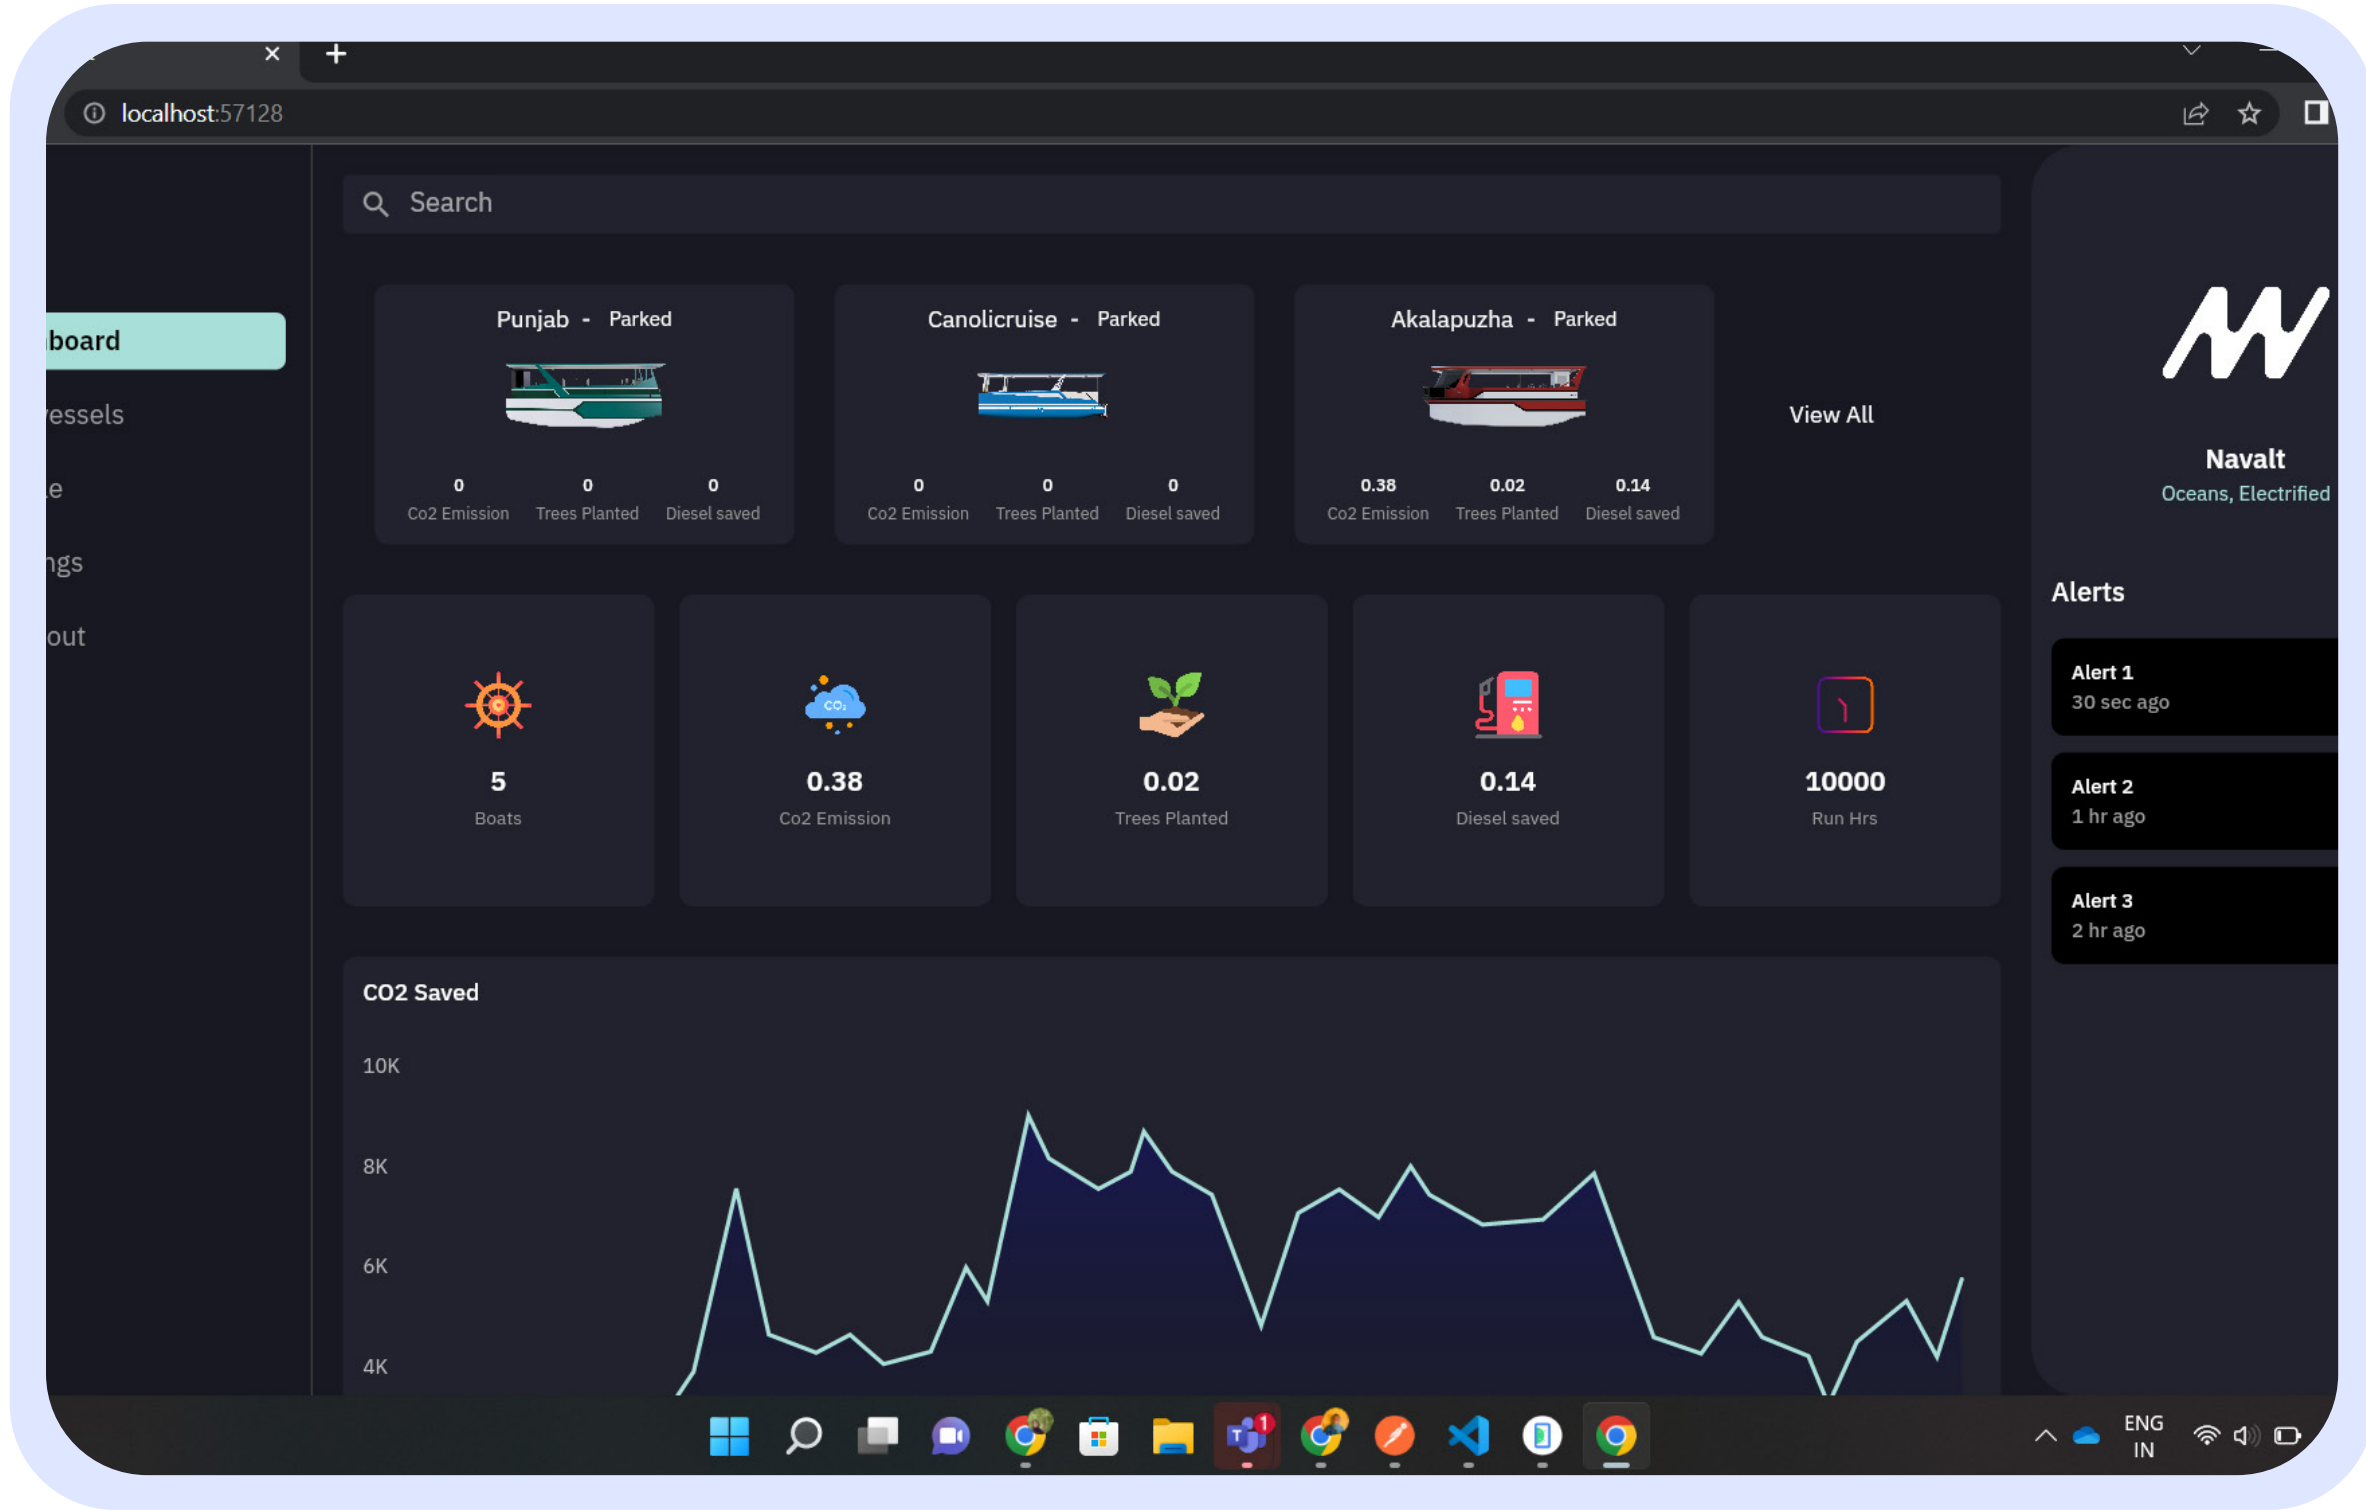 localhost:57128
Search
board
essels
e
ngs
out
Punjab - Parked
0 0 0
Co2 Emission Trees Planted Diesel saved
Canolicruise - Parked
0 0 0
Co2 Emission Trees Planted Diesel saved
Akalapuzha - Parked
0.38 0.02 0.14
Co2 Emission Trees Planted Diesel saved
View All
5
Boats
CO2
0.38
Co2 Emission
0.02
Trees Planted
0.14
Diesel saved
10000
Run Hrs
CO2 Saved
10K
8K
6K
4K
Navalt
Oceans, Electrified
Alerts
Alert 1
30 sec ago
Alert 2
1 hr ago
Alert 3
2 hr ago
T
1
ENG
IN